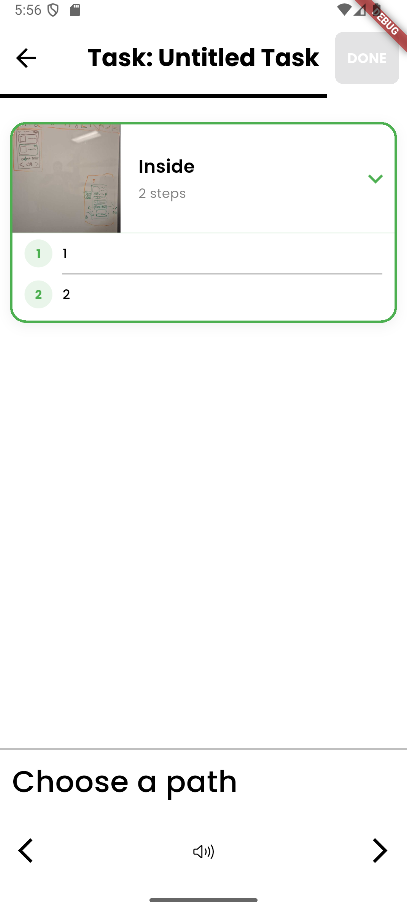 5:56
DEBUG
Task: Untitled Task
DONE
Inside
2 steps
1 1
2 2
Choose a path